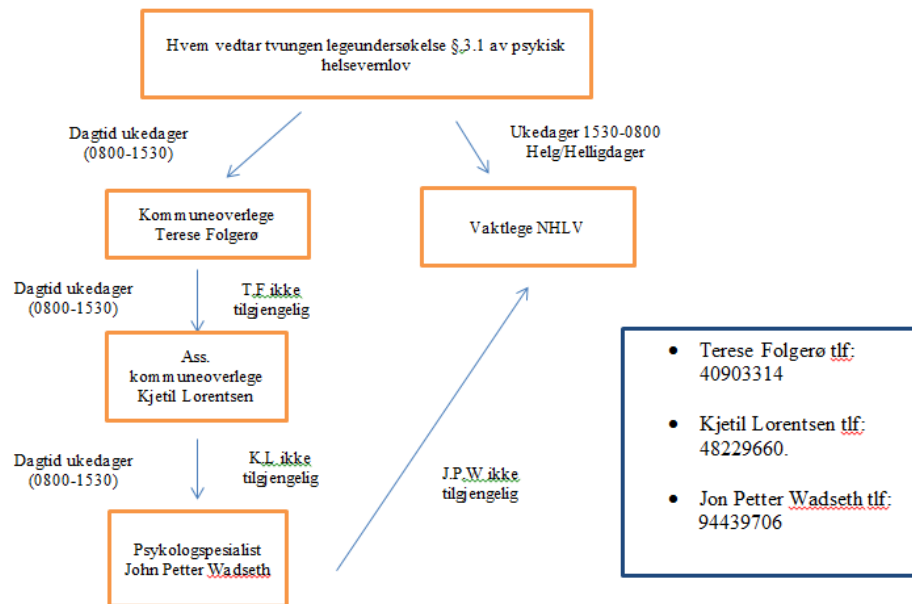 Hvem vedtar tvungen legeundersøkelse §.3.1 av psykisk
helsevernlov
Dagtid ukedager
(0800-1530)
Ukedager 1530-0800
Helg/Helligdager
Kommuneoverlege
Terese Folgerø
Vaktlege NHLV
Dagtid ukedager
(0800-1530)
T.F ikke
tilgjengelig
Ass.
kommuneoverlege
Kjetil Lorentsen
Dagtid ukedager
(0800-1530)
K.L ikke
tilgjengelig
J.P.W ikke
tilgjengelig
Psykologspesialist
John Petter Wadseth
• Terese Folgerø tlf:
40903314
• Kjetil Lorentsen tlf:
48229660.
• Jon Petter Wadseth tlf:
94439706